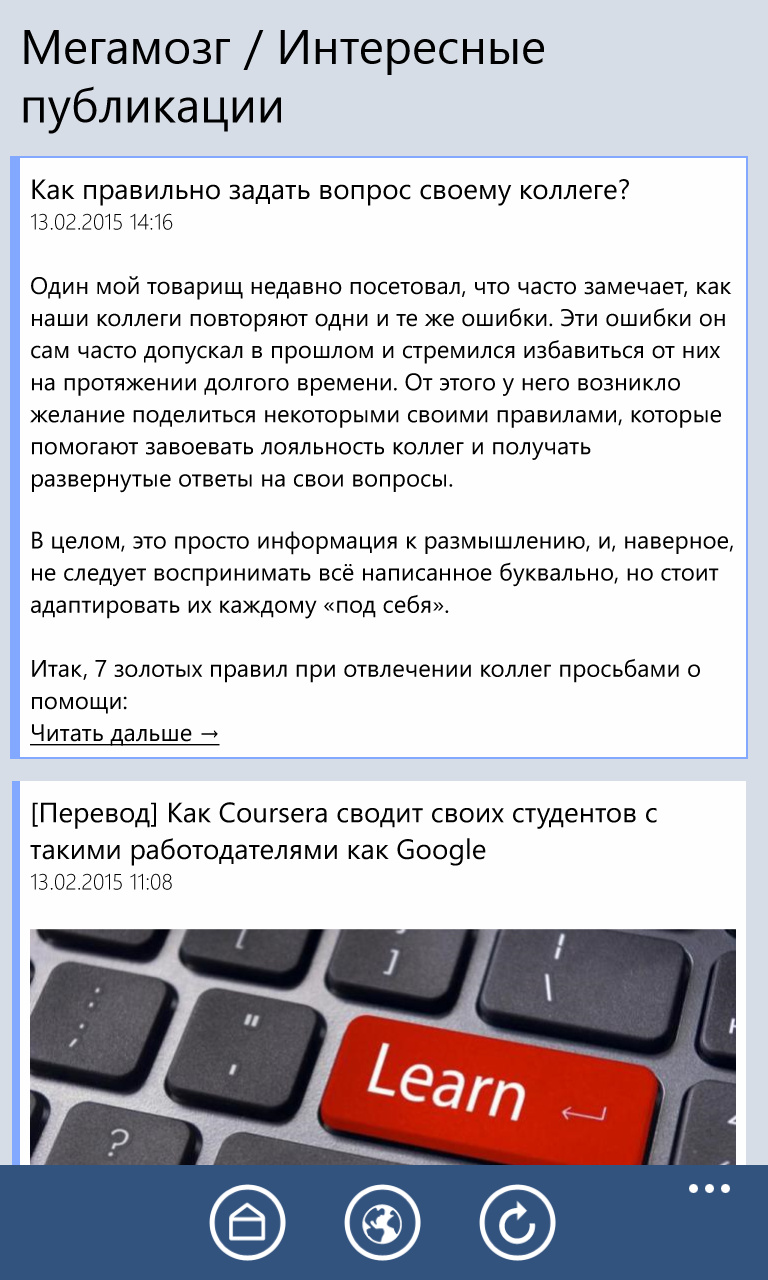 Мегамозг / Интересные
публикации
Как правильно задать вопрос своему коллеге?
13.02.2015 14:16
Один мой товарищ недавно посетовал, что часто замечает, как
наши коллеги повторяют одни и те же ошибки. Эти ошибки он
сам часто допускал в прошлом и стремился избавиться от них
на протяжении долгого времени. От этого у него возникло
желание поделиться некоторыми своими правилами, которые
помогают завоевать лояльность коллег и получать
развернутые ответы на свои вопросы.
В целом, это просто информация к размышлению, и, наверное,
не следует воспринимать всё написанное буквально, но стоит
адаптировать их каждому «под себя».
Итак, 7 золотых правил при отвлечении коллег просьбами о
помощи:
Читать дальше →
[Перевод] Как Coursera сводит своих студентов с
такими работодателями как Google
13.02.2015 11:08
[
]
|
\
:
;
"
'
Learn
?